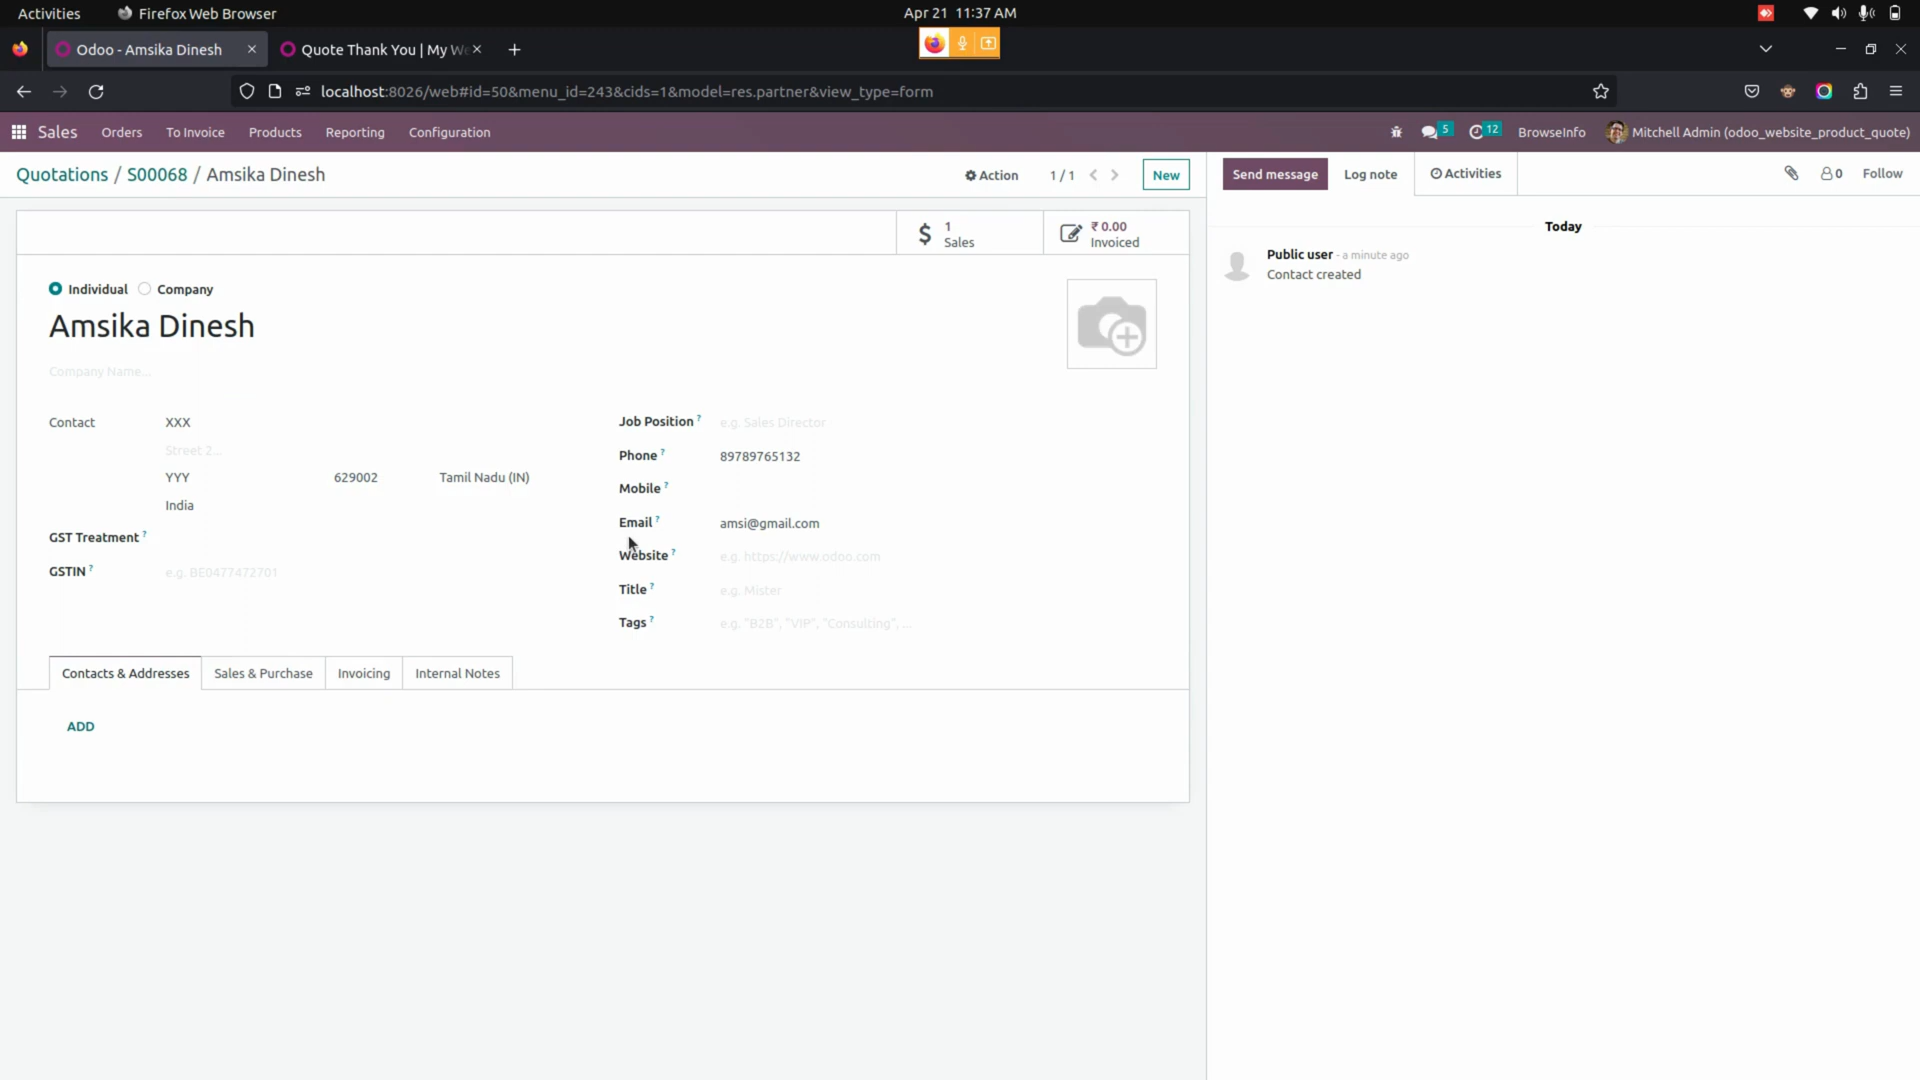 Activities Firefox Web Browser Apr 21 11:37 AM
Odoo - Amsika Dinesh Quote Thank You | My We
localhost:8026/web#id=50&menu_id=243&cids=1&model=res.partner&view_type=form
Sales Orders To Invoice Products Reporting Configuration 5 12 BrowseInfo Mitchell Admin (odoo_website_product_quote)
Quotations / S00068 / Amsika Dinesh Action 1 / 1 New Send message Log note Activities 0 Follow
1
Sales
₹ 0.00
Invoiced
Today
Public user - a minute ago
Contact created
Individual Company
Amsika Dinesh
Company Name...
Contact XXX
Street 2...
YYY 629002 Tamil Nadu (IN)
India
GST Treatment ?
GSTIN ? e.g. BE0477472701
Job Position ? e.g. Sales Director
Phone ? 89789765132
Mobile ?
Email ? amsi@gmail.com
Website ? e.g. https://www.odoo.com
Title ? e.g. Mister
Tags ? e.g. "B2B", "VIP", "Consulting", ...
Contacts & Addresses Sales & Purchase Invoicing Internal Notes
ADD